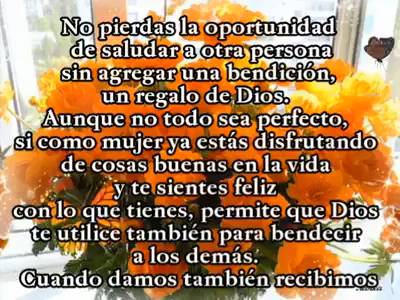 No pierdas la oportunidad
de saludar a otra persona
sin agregar una bendición,
un regalo de Dios.
Aunque no todo sea perfecto,
si como mujer ya estás disfrutando
de cosas buenas en la vida
y te sientes feliz
con lo que tienes, permite que Dios
te utilice también para bendecir
a los demás.
Cuando damos también recibimos